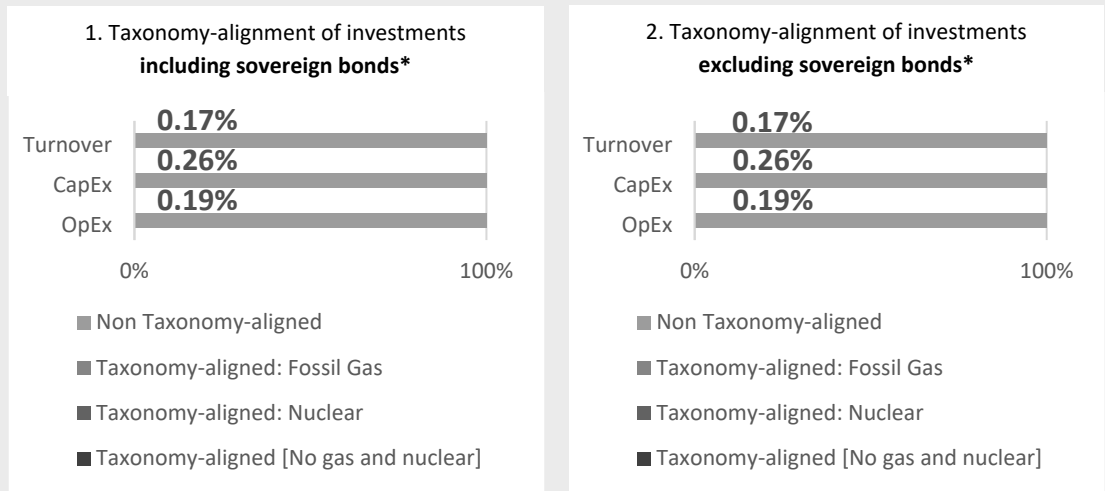 1. Taxonomy-alignment of investments
including sovereign bonds*
0.17%
Turnover
0.26%
CapEx
0.19%
OpEx
0% 100%
Non Taxonomy-aligned
Taxonomy-aligned: Fossil Gas
Taxonomy-aligned: Nuclear
Taxonomy-aligned [No gas and nuclear]
2. Taxonomy-alignment of investments
excluding sovereign bonds*
0.17%
Turnover
0.26%
CapEx
0.19%
OpEx
0% 100%
Non Taxonomy-aligned
Taxonomy-aligned: Fossil Gas
Taxonomy-aligned: Nuclear
Taxonomy-aligned [No gas and nuclear]